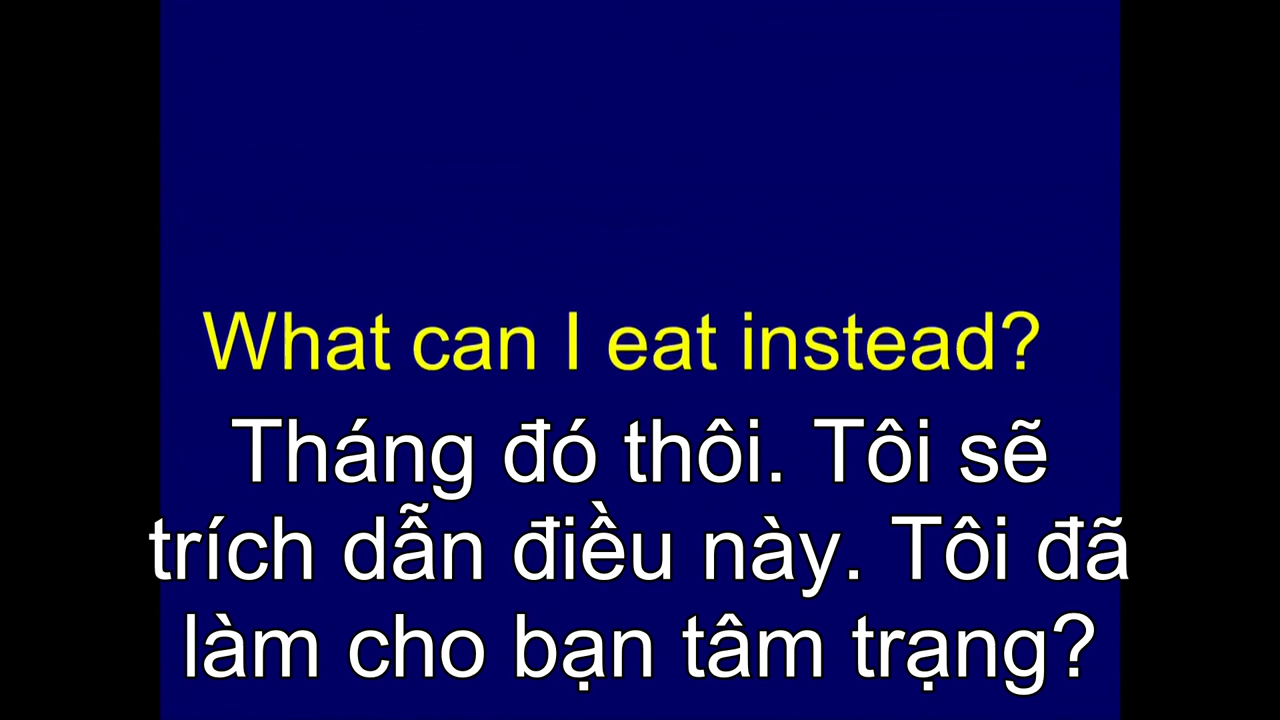 What can I eat instead?
Tháng đó thôi. Tôi sẽ
trích dẫn điều này. Tôi đã
làm cho bạn tâm trạng?